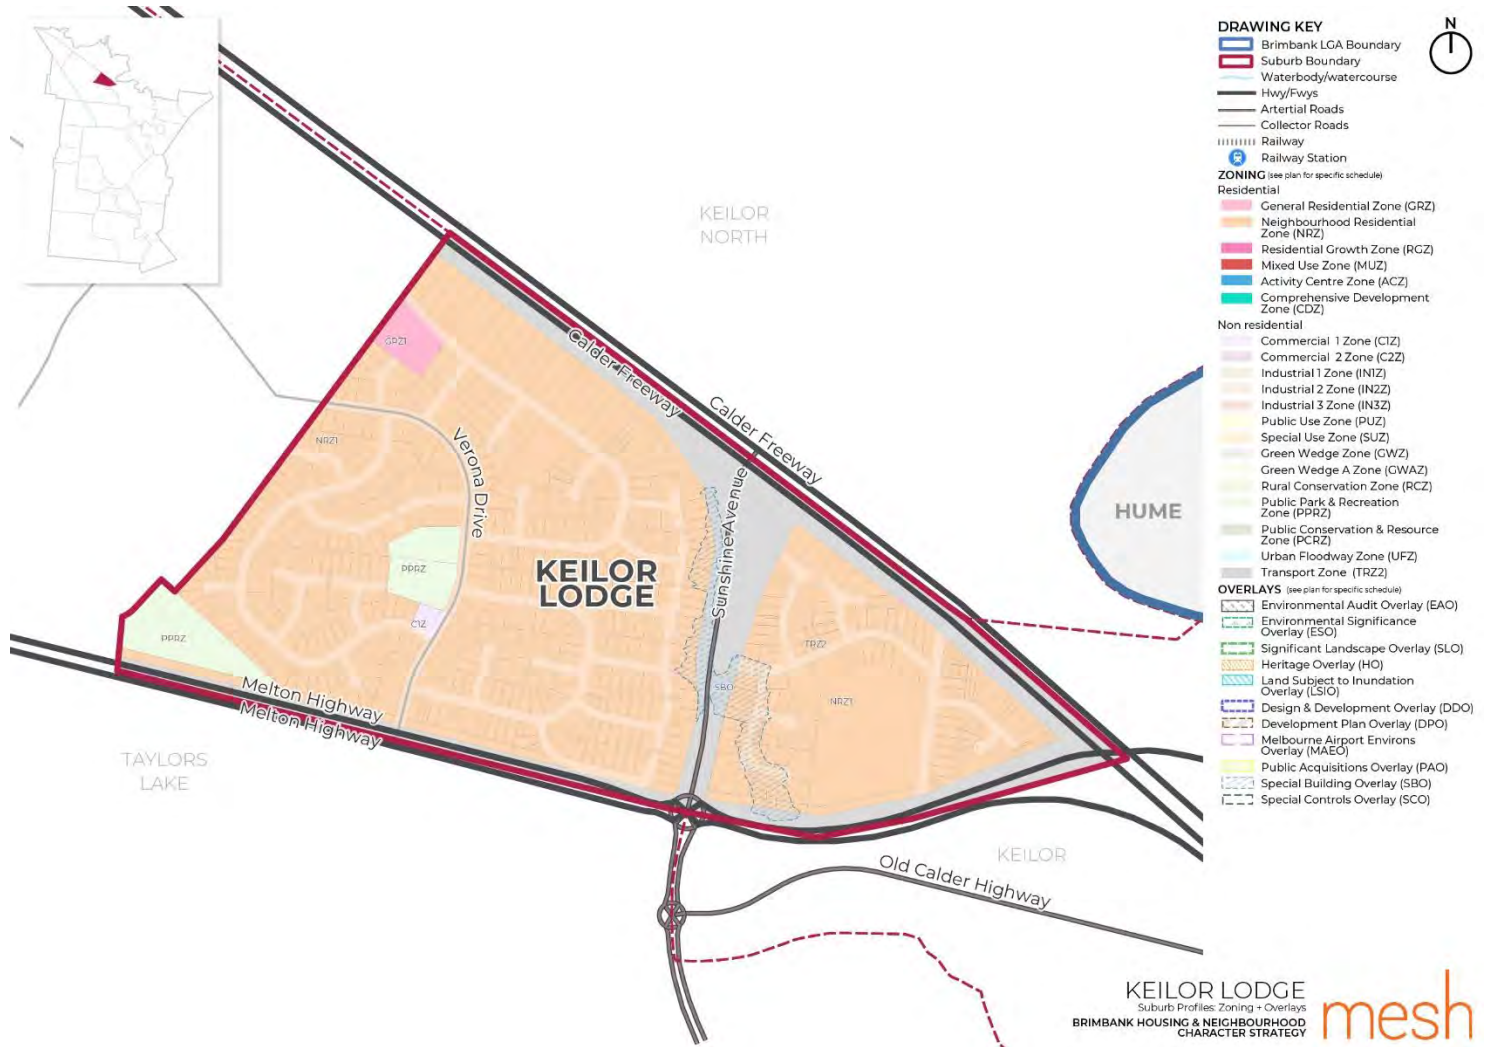 KEILOR
NORTH
Calder Freeway
Calder Freeway
GRZ1
NRZ1
Verona Drive
PPRZ
C1Z
KEILOR
LODGE
Sunshine Avenue
HUME
PPRZ
TRZ2
SBO
NRZ1
Melton Highway
Melton Highway
TAYLORS
LAKE
KEILOR
Old Calder Highway
DRAWING KEY
N
Brimbank LGA Boundary
Suburb Boundary
Waterbody/watercourse
Hwy/Fwys
Artertial Roads
Collector Roads
Railway
Railway Station
ZONING (see plan for specific schedule)
Residential
General Residential Zone (GRZ)
Neighbourhood Residential
Zone (NRZ)
Residential Growth Zone (RGZ)
Mixed Use Zone (MUZ)
Activity Centre Zone (ACZ)
Comprehensive Development
Zone (CDZ)
Non residential
Commercial 1 Zone (C1Z)
Commercial 2 Zone (C2Z)
Industrial 1 Zone (IN1Z)
Industrial 2 Zone (IN2Z)
Industrial 3 Zone (IN3Z)
Public Use Zone (PUZ)
Special Use Zone (SUZ)
Green Wedge Zone (GWZ)
Green Wedge A Zone (GWAZ)
Rural Conservation Zone (RCZ)
Public Park & Recreation
Zone (PPRZ)
Public Conservation & Resource
Zone (PCRZ)
Urban Floodway Zone (UFZ)
Transport Zone (TRZ2)
OVERLAYS (see plan for specific schedule)
Environmental Audit Overlay (EAO)
Environmental Significance
Overlay (ESO)
Significant Landscape Overlay (SLO)
Heritage Overlay (HO)
Land Subject to Inundation
Overlay (LSIO)
Design & Development Overlay (DDO)
Development Plan Overlay (DPO)
Melbourne Airport Environs
Overlay (MAEO)
Public Acquisitions Overlay (PAO)
Special Building Overlay (SBO)
Special Controls Overlay (SCO)
KEILOR LODGE
Suburb Profiles: Zoning + Overlays
BRIMBANK HOUSING & NEIGHBOURHOOD
CHARACTER STRATEGY
mesh